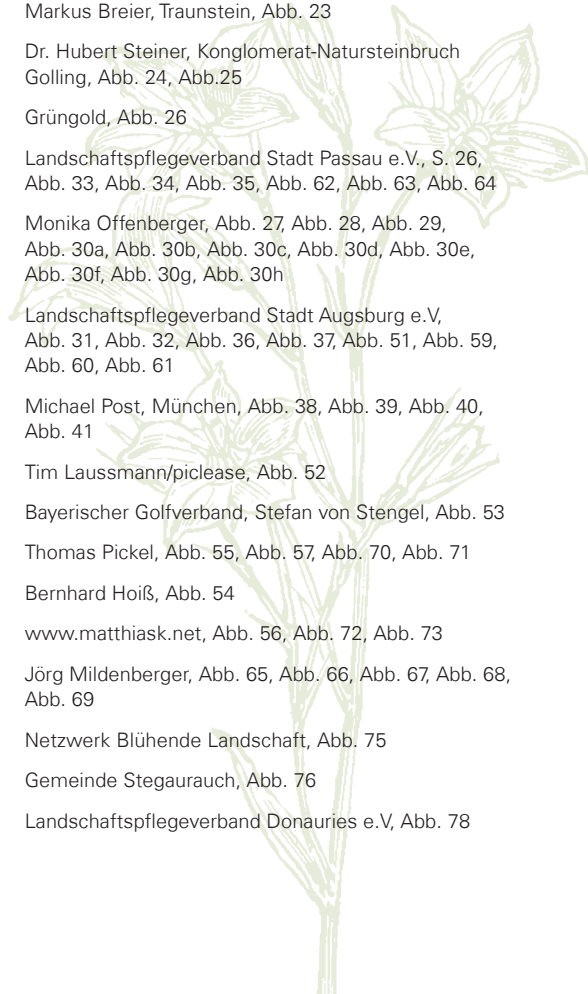 Markus Breier, Traunstein, Abb. 23
Dr. Hubert Steiner, Konglomerat-Natursteinbruch
Golling, Abb. 24, Abb.25
Grüngold, Abb. 26
Landschaftspflegeverband Stadt Passau e.V., S. 26,
Abb. 33, Abb. 34, Abb. 35, Abb. 62, Abb. 63, Abb. 64
Monika Offenberger, Abb. 27, Abb. 28, Abb. 29,
Abb. 30a, Abb. 30b, Abb. 30c, Abb. 30d, Abb. 30e,
Abb. 30f, Abb. 30g, Abb. 30h
Landschaftspflegeverband Stadt Augsburg e.V,
Abb. 31, Abb. 32, Abb. 36, Abb. 37, Abb. 51, Abb. 59,
Abb. 60, Abb. 61
Michael Post, München, Abb. 38, Abb. 39, Abb. 40,
Abb. 41
Tim Laussmann/piclease, Abb. 52
Bayerischer Golfverband, Stefan von Stengel, Abb. 53
Thomas Pickel, Abb. 55, Abb. 57, Abb. 70, Abb. 71
Bernhard Hoiß, Abb. 54
www.matthiask.net, Abb. 56, Abb. 72, Abb. 73
Jörg Mildenberger, Abb. 65, Abb. 66, Abb. 67, Abb. 68,
Abb. 69
Netzwerk Blühende Landschaft, Abb. 75
Gemeinde Stegaurauch, Abb. 76
Landschaftspflegeverband Donauries e.V, Abb. 78